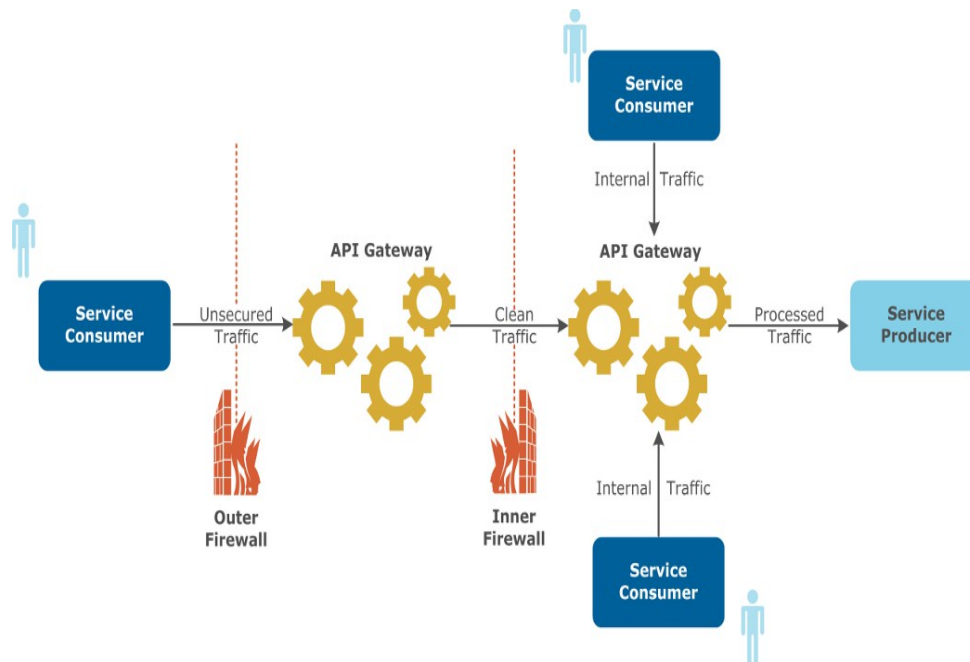 Service
Consumer
Internal Traffic
API Gateway
API Gateway
Service
Consumer
Unsecured
Traffic
Clean
Traffic
Processed
Traffic
Service
Producer
Outer
Firewall
Inner
Firewall
Internal Traffic
Service
Consumer